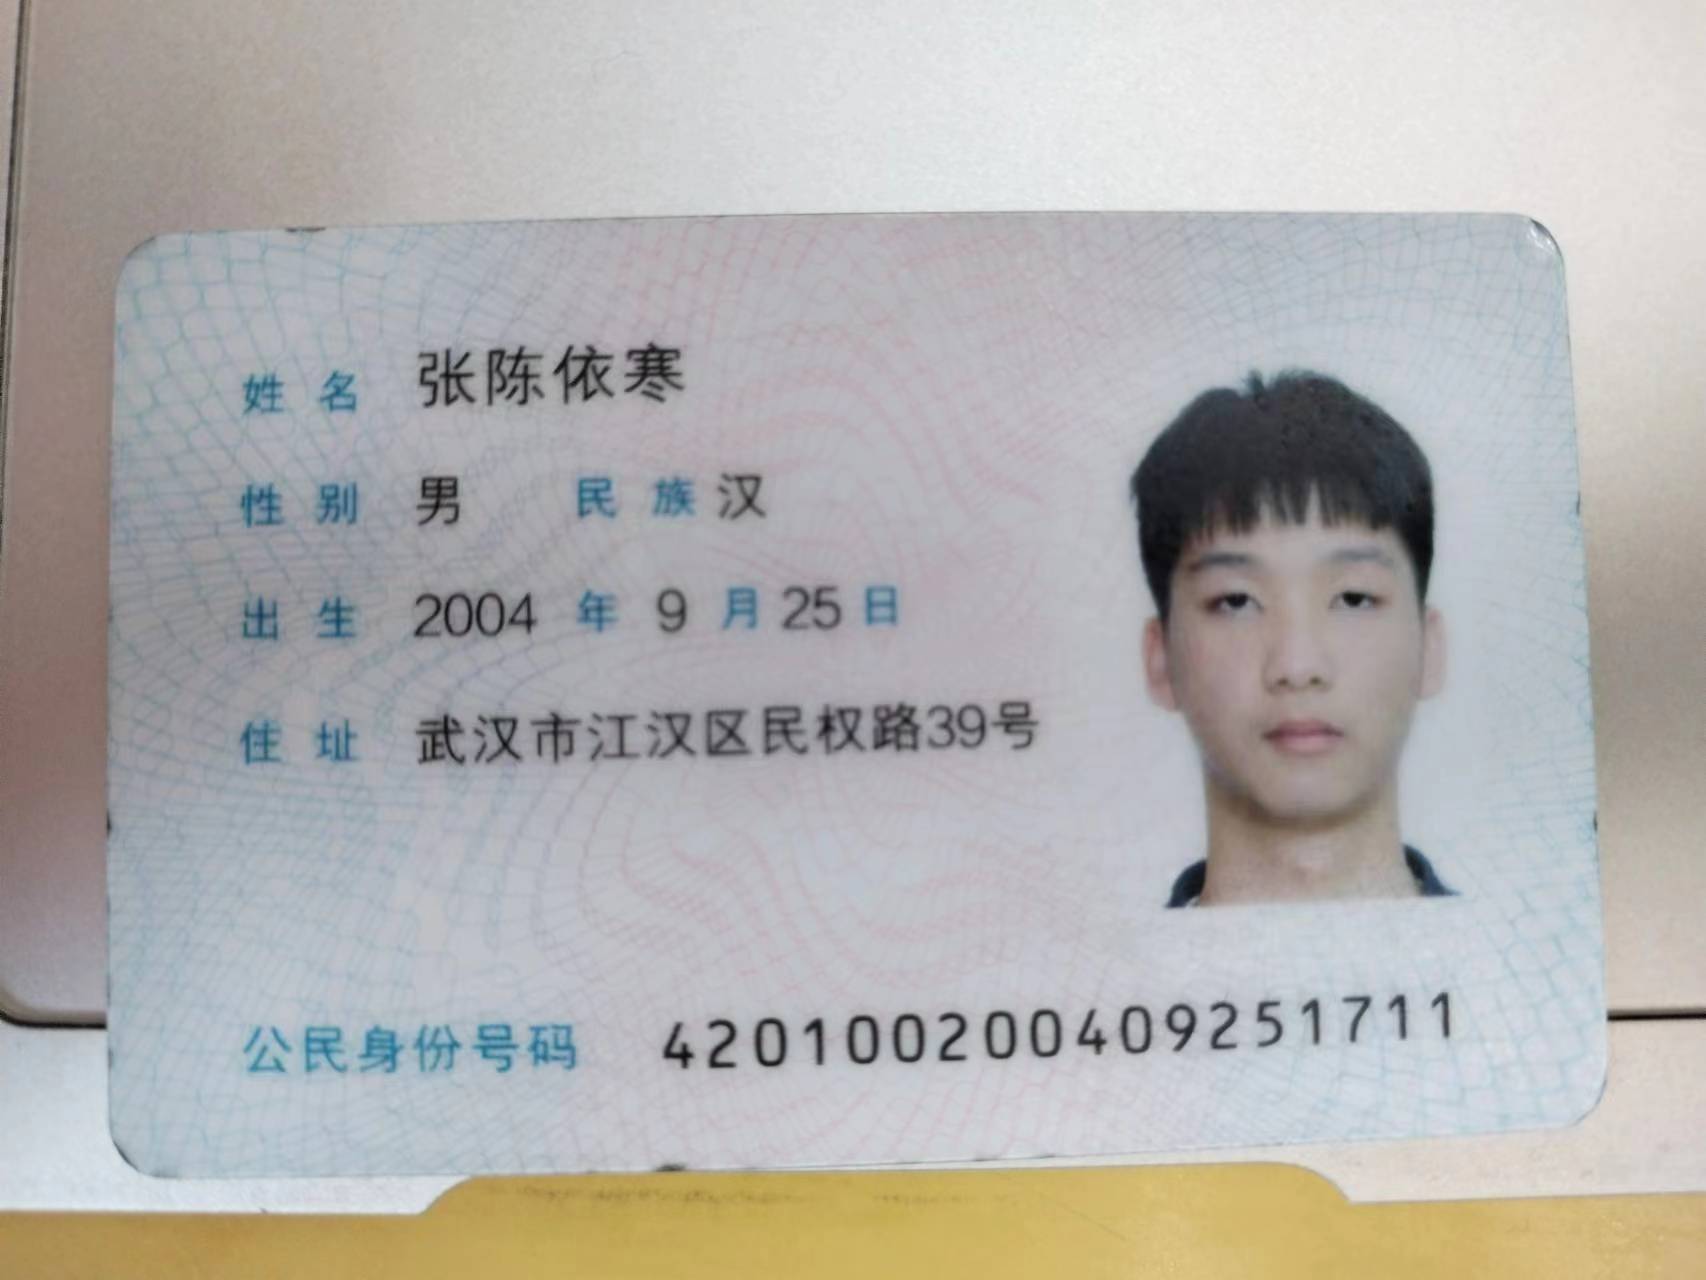 姓名 张陈依寒
性别 男 民族 汉
出生 2004 年 9 月 25 日
住址 武汉市江汉区民权路39号
公民身份号码 420100200409251711